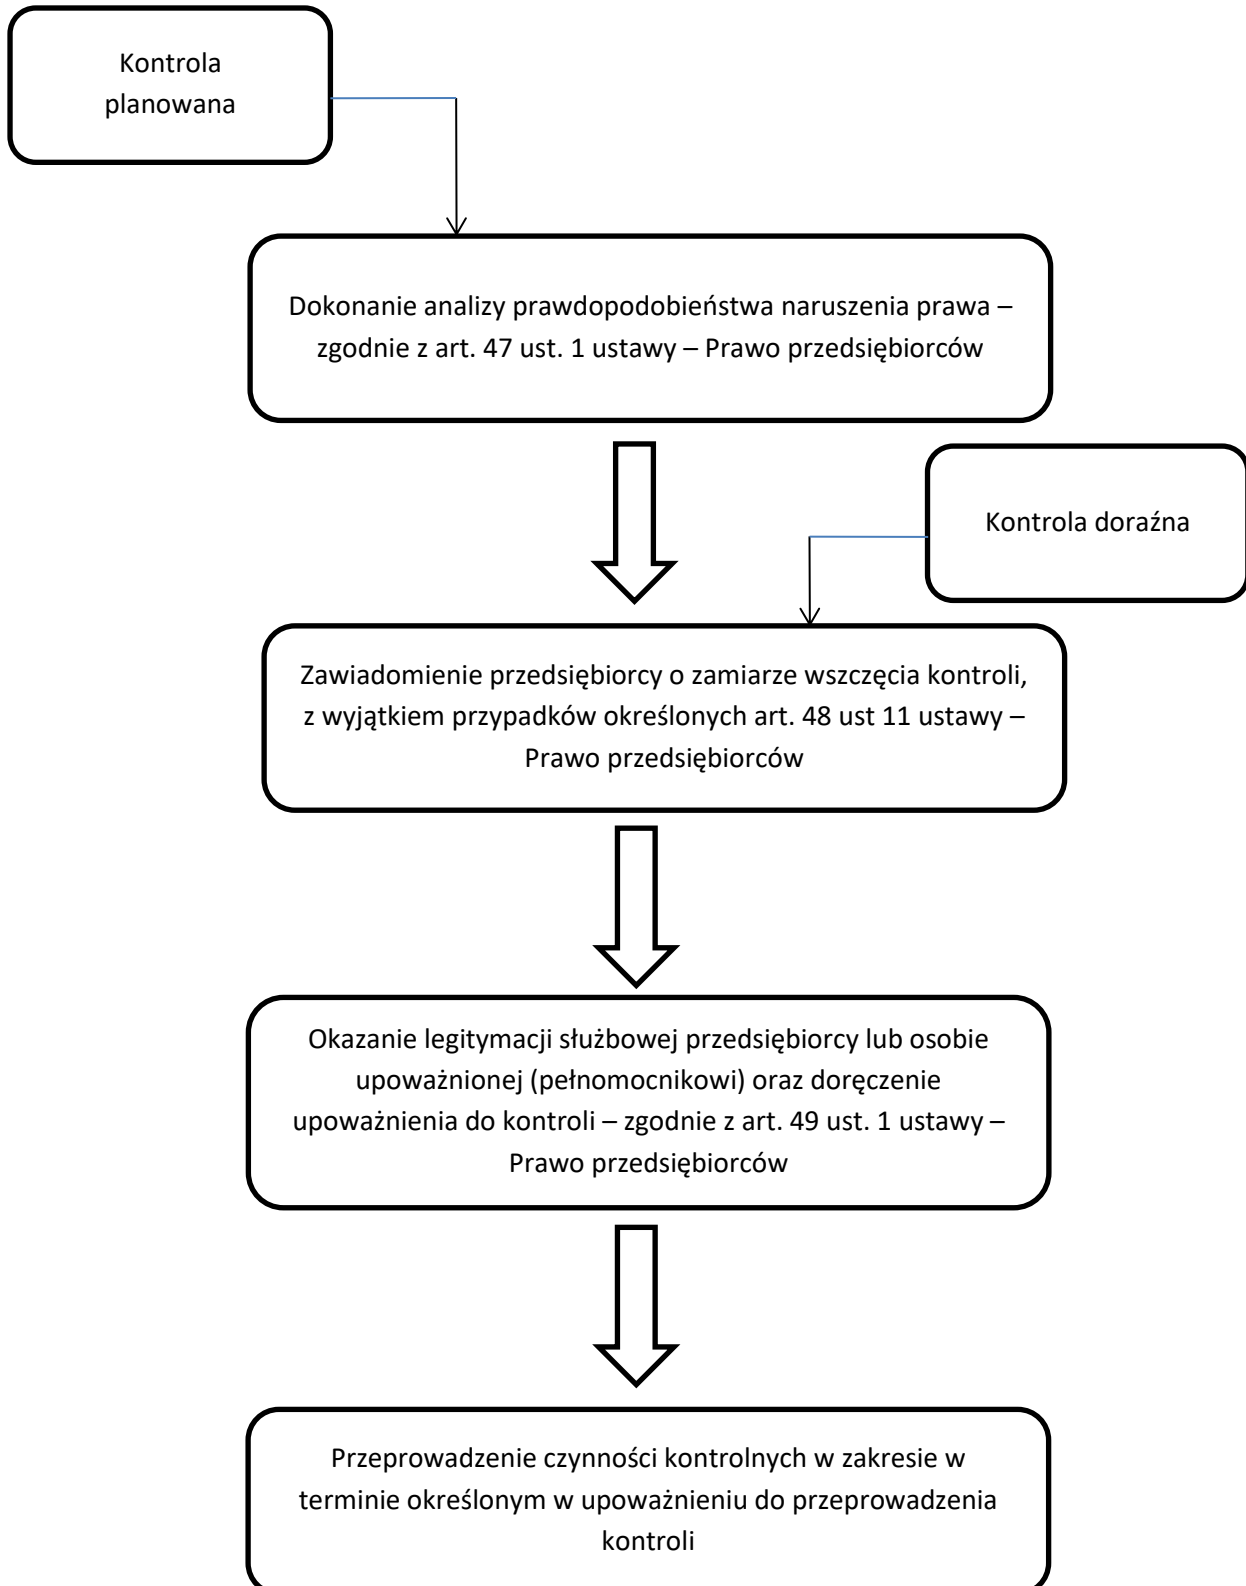 Kontrola
planowana
Dokonanie analizy prawdopodobieństwa naruszenia prawa –
zgodnie z art. 47 ust. 1 ustawy – Prawo przedsiębiorców
Kontrola doraźna
Zawiadomienie przedsiębiorcy o zamiarze wszczęcia kontroli,
z wyjątkiem przypadków określonych art. 48 ust 11 ustawy –
Prawo przedsiębiorców
Okazanie legitymacji służbowej przedsiębiorcy lub osobie
upoważnionej (pełnomocnikowi) oraz doręczenie
upoważnienia do kontroli – zgodnie z art. 49 ust. 1 ustawy –
Prawo przedsiębiorców
Przeprowadzenie czynności kontrolnych w zakresie w
terminie określonym w upoważnieniu do przeprowadzenia
kontroli